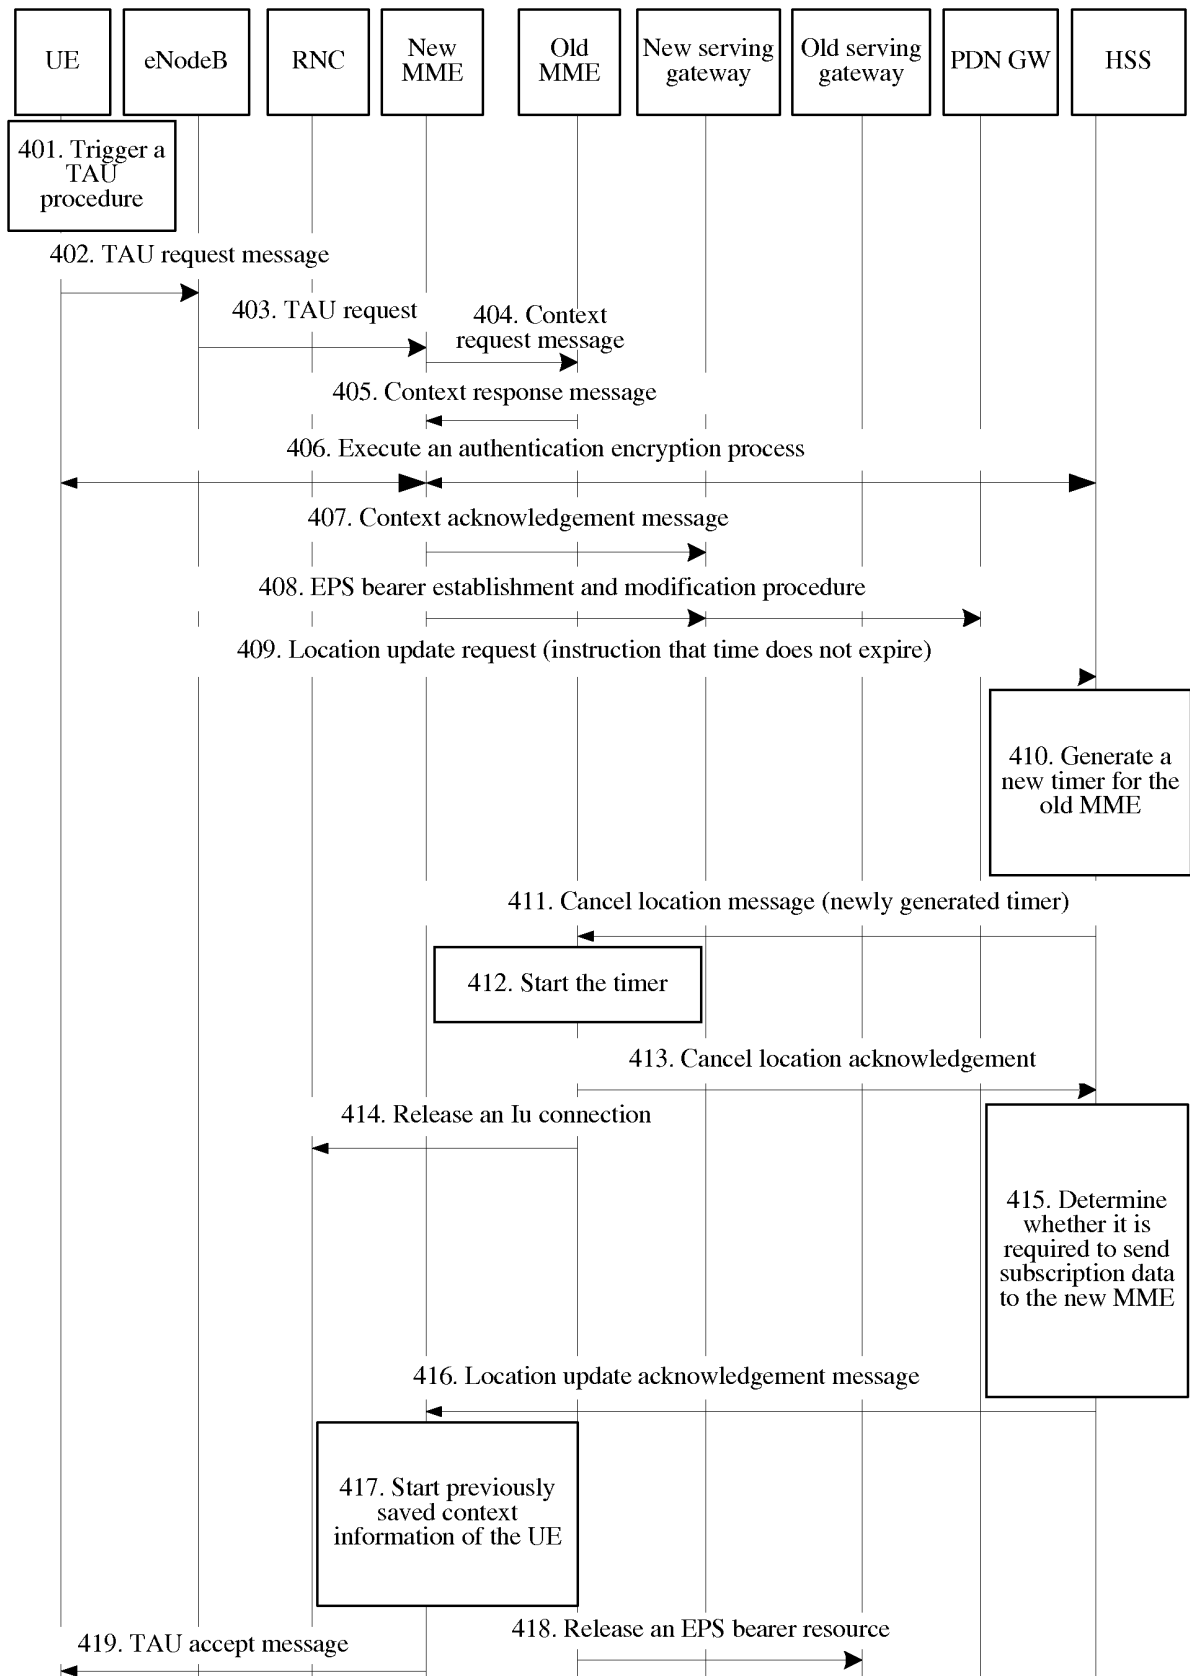 UE
eNodeB
RNC
New
MME
Old
MME
New serving
gateway
Old serving
gateway
PDN GW
HSS
401. Trigger a
TAU
procedure
402. TAU request message
403. TAU request
404. Context
request message
405. Context response message
406. Execute an authentication encryption process
407. Context acknowledgement message
408. EPS bearer establishment and modification procedure
409. Location update request (instruction that time does not expire)
410. Generate a
new timer for the
old MME
411. Cancel location message (newly generated timer)
412. Start the timer
413. Cancel location acknowledgement
414. Release an Iu connection
415. Determine
whether it is
required to send
subscription data
to the new MME
416. Location update acknowledgement message
417. Start previously
saved context
information of the UE
418. Release an EPS bearer resource
419. TAU accept message